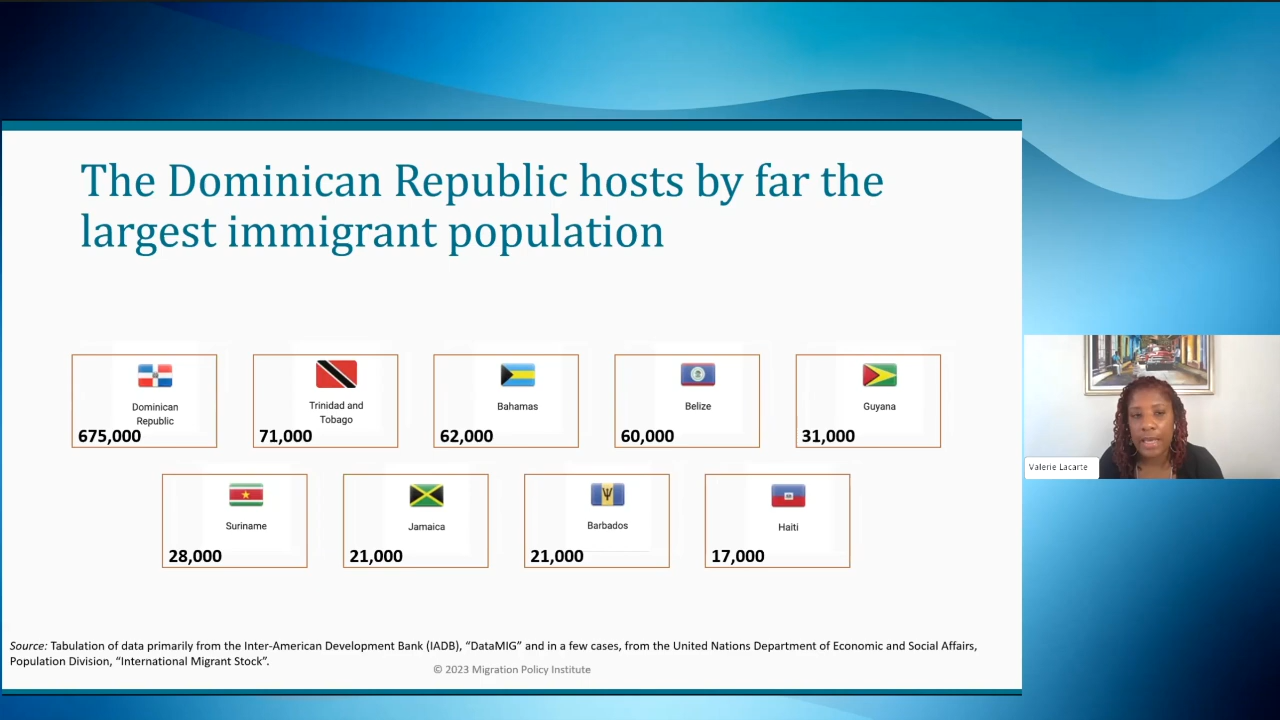 The Dominican Republic hosts by far the
largest immigrant population
Dominican
Republic
675,000
Trinidad and
Tobago
71,000
Bahamas
62,000
Belize
60,000
Guyana
31,000
Suriname
28,000
Jamaica
21,000
Barbados
21,000
Haiti
17,000
Valerie Lacarte
Source: Tabulation of data primarily from the Inter-American Development Bank (IADB), “DataMIG” and in a few cases, from the United Nations Department of Economic and Social Affairs,
Population Division, “International Migrant Stock”.
© 2023 Migration Policy Institute